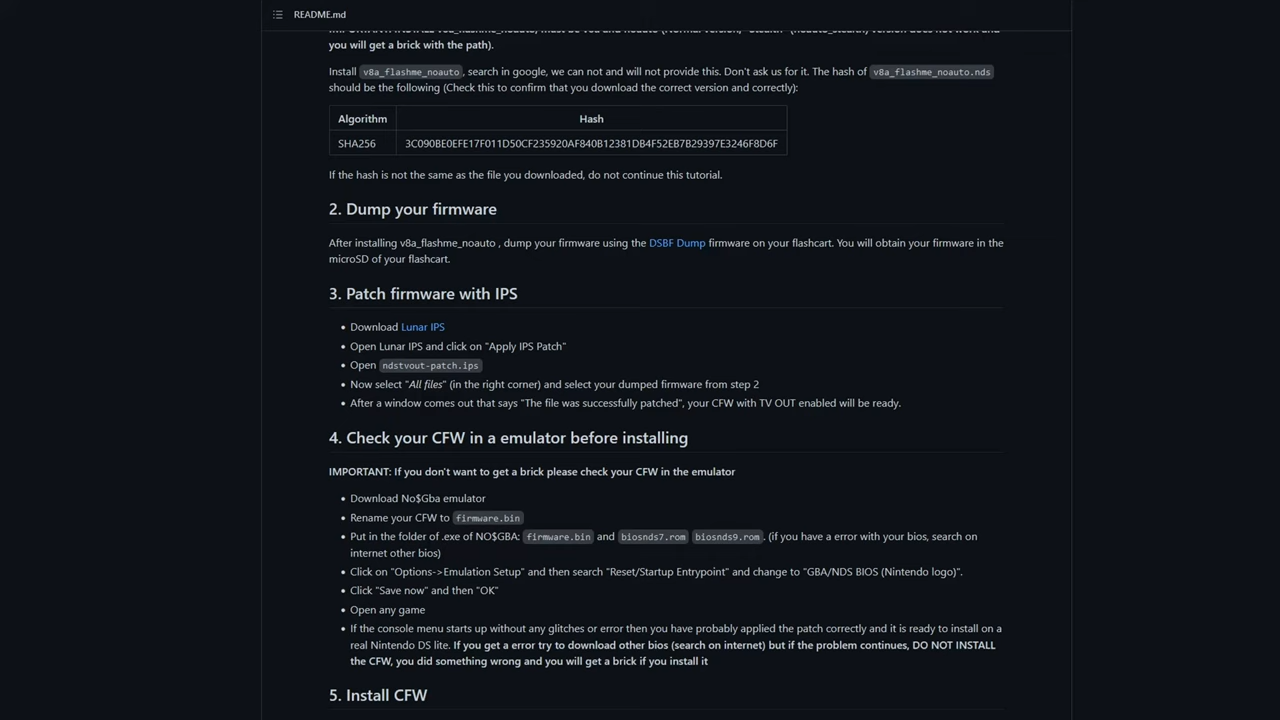 README.md
IMPORTANT: INSTALL v8a_flashme_noauto, must be v8a and noauto (Normal version, "Stealth" (noauto_stealth) version does not work and
you will get a brick with the path).
Install v8a_flashme_noauto, search in google, we can not and will not provide this. Don't ask us for it. The hash of v8a_flashme_noauto.nds
should be the following (Check this to confirm that you download the correct version and correctly):
Algorithm Hash
SHA256 3C090BE0EFE17F011D50CF235920AF840B12381DB4F52EB7B29397E3246F8D6F
If the hash is not the same as the file you downloaded, do not continue this tutorial.
2. Dump your firmware
After installing v8a_flashme_noauto , dump your firmware using the DSBF Dump firmware on your flashcart. You will obtain your firmware in the
microSD of your flashcart.
3. Patch firmware with IPS
• Download Lunar IPS
• Open Lunar IPS and click on "Apply IPS Patch"
• Open ndstvout-patch.ips
• Now select "All files" (in the right corner) and select your dumped firmware from step 2
• After a window comes out that says "The file was successfully patched", your CFW with TV OUT enabled will be ready.
4. Check your CFW in a emulator before installing
IMPORTANT: If you don't want to get a brick please check your CFW in the emulator
• Download No$Gba emulator
• Rename your CFW to firmware.bin
• Put in the folder of .exe of NO$GBA: firmware.bin and biosnds7.rom biosnds9.rom. (if you have a error with your bios, search on
internet other bios)
• Click on "Options->Emulation Setup" and then search "Reset/Startup Entrypoint" and change to "GBA/NDS BIOS (Nintendo logo)".
• Click "Save now" and then "OK"
• Open any game
• If the console menu starts up without any glitches or error then you have probably applied the patch correctly and it is ready to install on a
real Nintendo DS lite. If you get a error try to download other bios (search on internet) but if the problem continues, DO NOT INSTALL
the CFW, you did something wrong and you will get a brick if you install it
5. Install CFW